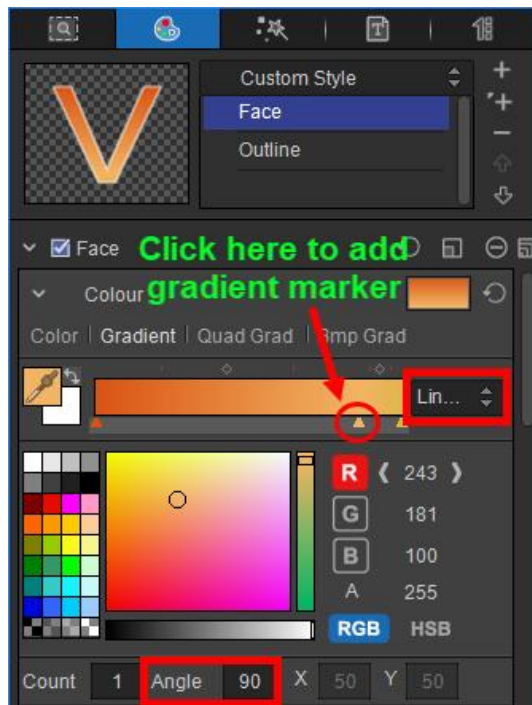 T
V
Custom Style
Face
Outline
Face
Click here to add
Colour gradient marker
Color | Gradient | Quad Grad | Bmp Grad
Lin...
R 243
G 181
B 100
A 255
RGB HSB
Count 1 Angle 90 X 50 Y 50